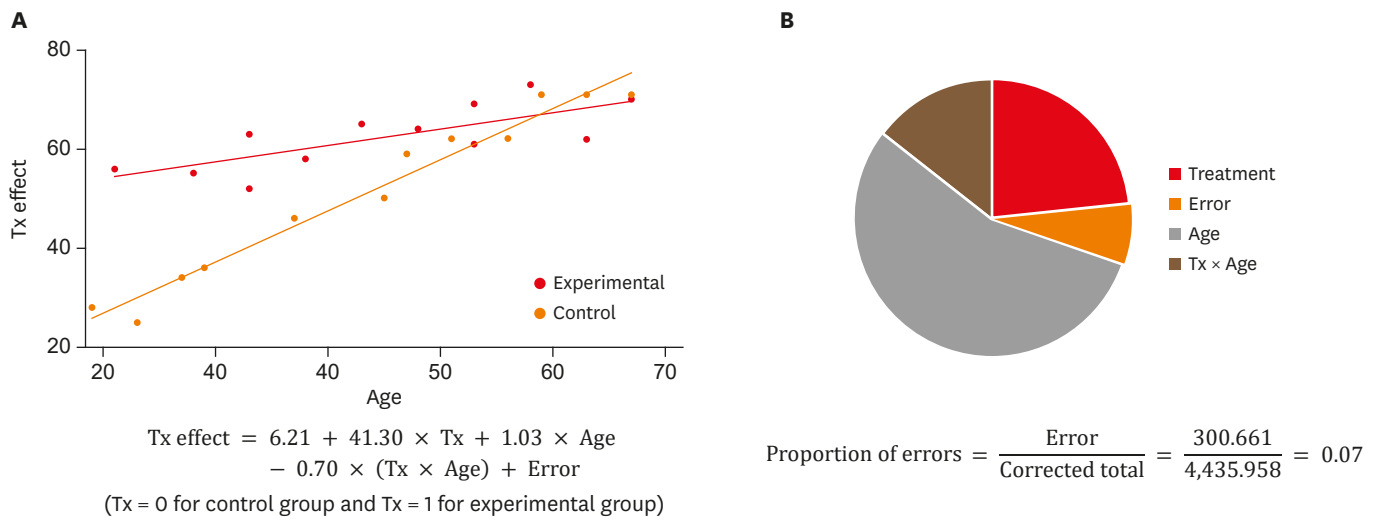 A
B
80
60
40
20
Tx effect
Experimental
Control
20 40 40 50 60 70
Age
Tx effect = 6.21 + 41.30 × Tx + 1.03 × Age
− 0.70 × (Tx × Age) + Error
(Tx = 0 for control group and Tx = 1 for experimental group)
Treatment
Error
Age
Tx × Age
Proportion of errors = Error / Corrected total = 300.661 / 4,435.958 = 0.07